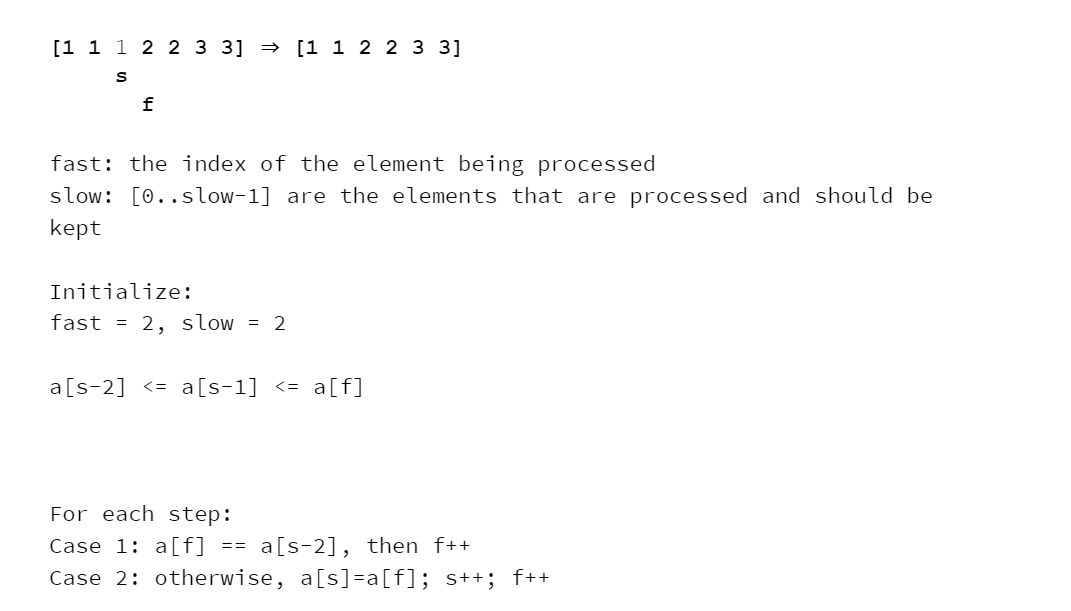 [1 1 1 2 2 3 3] ⇒ [1 1 2 2 3 3]
s
f
fast: the index of the element being processed
slow: [0..slow-1] are the elements that are processed and should be
kept
Initialize:
fast = 2, slow = 2
a[s-2] <= a[s-1] <= a[f]
For each step:
Case 1: a[f] == a[s-2], then f++
Case 2: otherwise, a[s]=a[f]; s++; f++